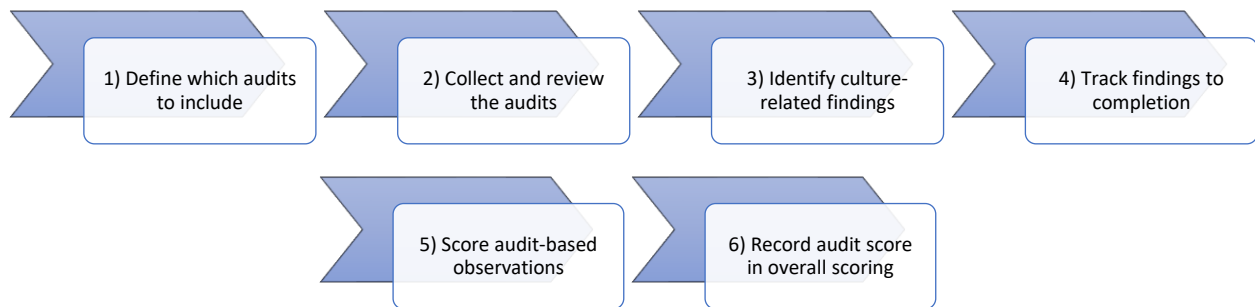 1) Define which audits
to include
2) Collect and review
the audits
3) Identify culture-
related findings
4) Track findings to
completion
5) Score audit-based
observations
6) Record audit score
in overall scoring